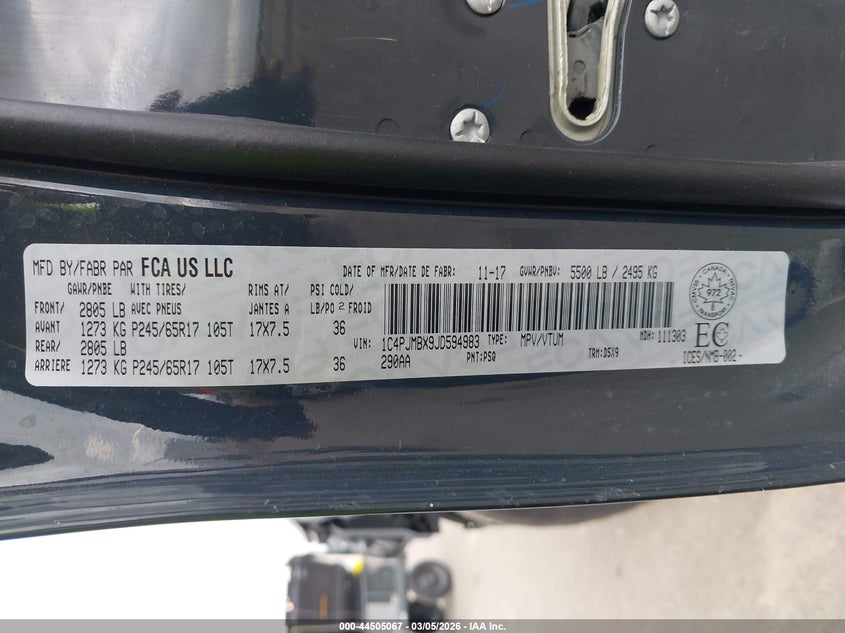 MFD BY/FABR PAR FCA US LLC DATE OF MFR/DATE DE FABR: 11-17 GVWR/PNBV: 5500 LB / 2495 KG
GAWR/PNBE WITH TIRES/ RIMS AT/ PSI COLD/
FRONT/ 2805 LB AVEC PNEUS JANTES A LB/PO 2 FROID
AVANT 1273 KG P245/65R17 105T 17X7.5 36
REAR/ 2805 LB VIN: 1C4PJMBX9JD594983 TYPE: MPV/VTUM MDH: 111303
ARRIERE 1273 KG P245/65R17 105T 17X7.5 36 290AA PNT: PSQ TRM: D5X9
CANADA
972
TRANSPORT
EC
ICES/NMB-002-
000-44505067 / 03/05/2026 — IAA Inc.